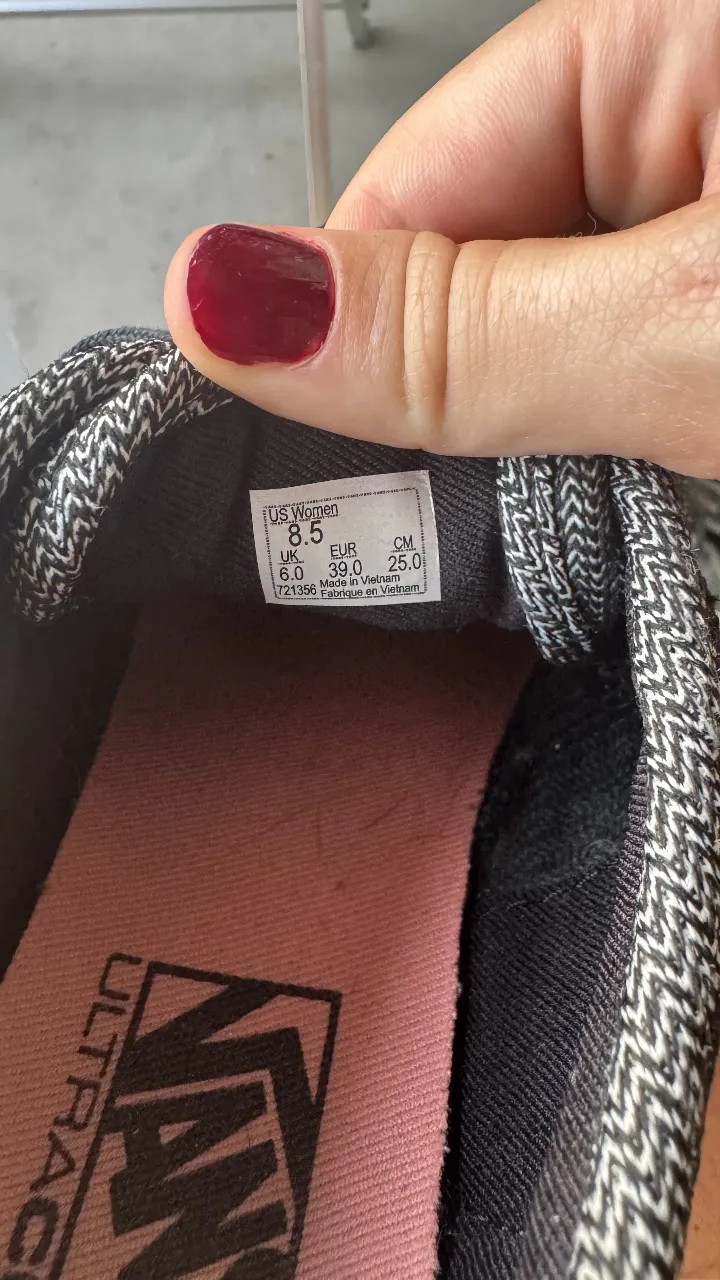 US Women
8.5
UK EUR CM
6.0 39.0 25.0
721356 Made in Vietnam
Fabrique en Vietnam
VANS